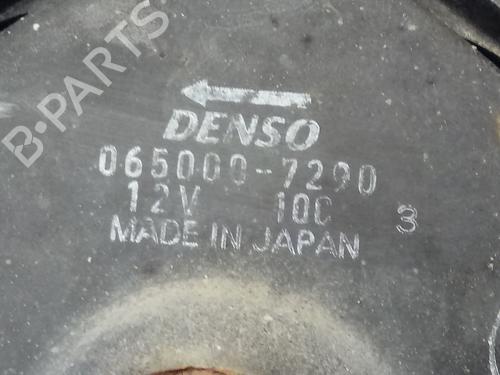 B-PARTS
DENSO
065000-7290
12V 10C 3
MADE IN JAPAN